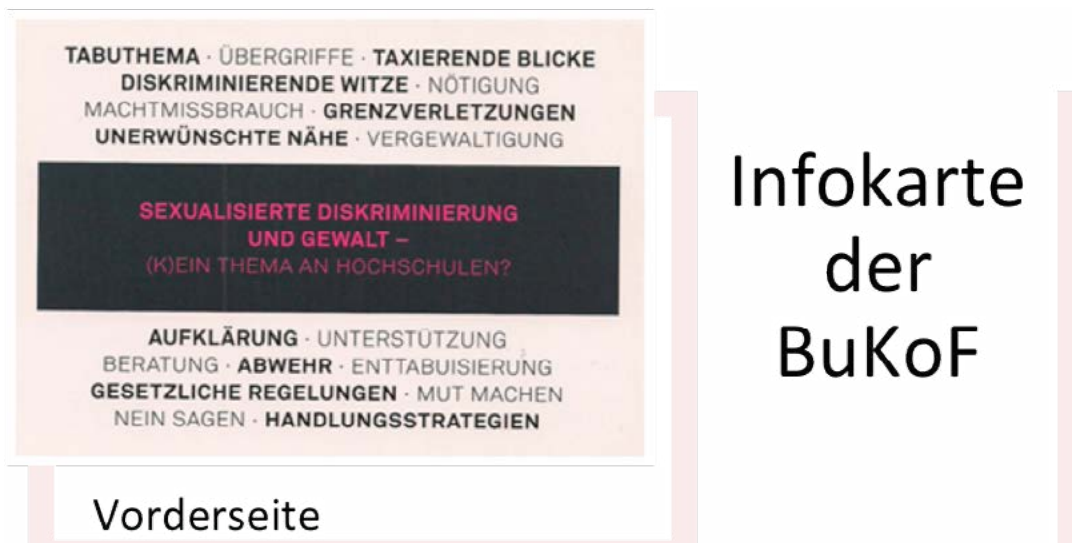 TABUTHEMA · ÜBERGRIFFE · TAXIERENDE BLICKE
DISKRIMINIERENDE WITZE · NÖTIGUNG
MACHTMISSBRAUCH · GRENZVERLETZUNGEN
UNERWÜNSCHTE NÄHE · VERGEWALTIGUNG
SEXUALISIERTE DISKRIMINIERUNG
UND GEWALT –
(K)EIN THEMA AN HOCHSCHULEN?
AUFKLÄRUNG · UNTERSTÜTZUNG
BERATUNG · ABWEHR · ENTTABUISIERUNG
GESETZLICHE REGELUNGEN · MUT MACHEN
NEIN SAGEN · HANDLUNGSSTRATEGIEN
Vorderseite
Infokarte
der
BuKoF